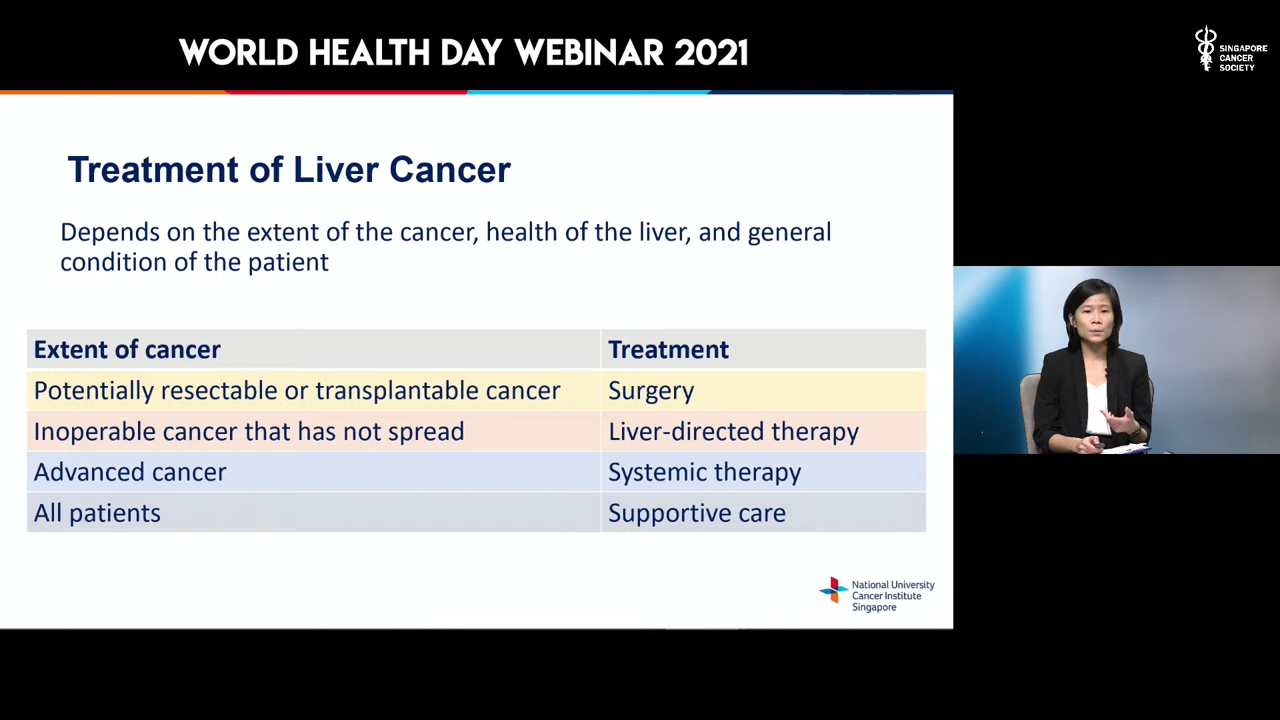 WORLD HEALTH DAY WEBINAR 2021
SINGAPORE
CANCER
SOCIETY
Treatment of Liver Cancer
Depends on the extent of the cancer, health of the liver, and general
condition of the patient
Extent of cancer Treatment
Potentially resectable or transplantable cancer Surgery
Inoperable cancer that has not spread Liver-directed therapy
Advanced cancer Systemic therapy
All patients Supportive care
National University
Cancer Institute
Singapore